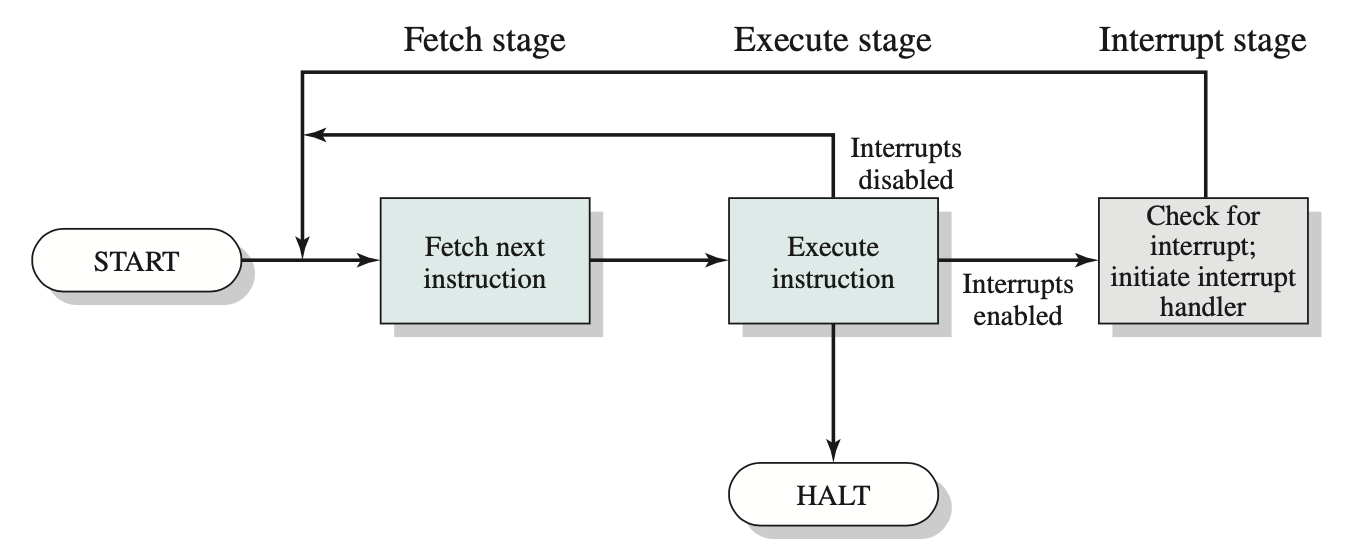 Fetch stage
Execute stage
Interrupt stage
Interrupts
disabled
START
Fetch next
instruction
Execute
instruction
Interrupts
enabled
Check for
interrupt;
initiate interrupt
handler
HALT